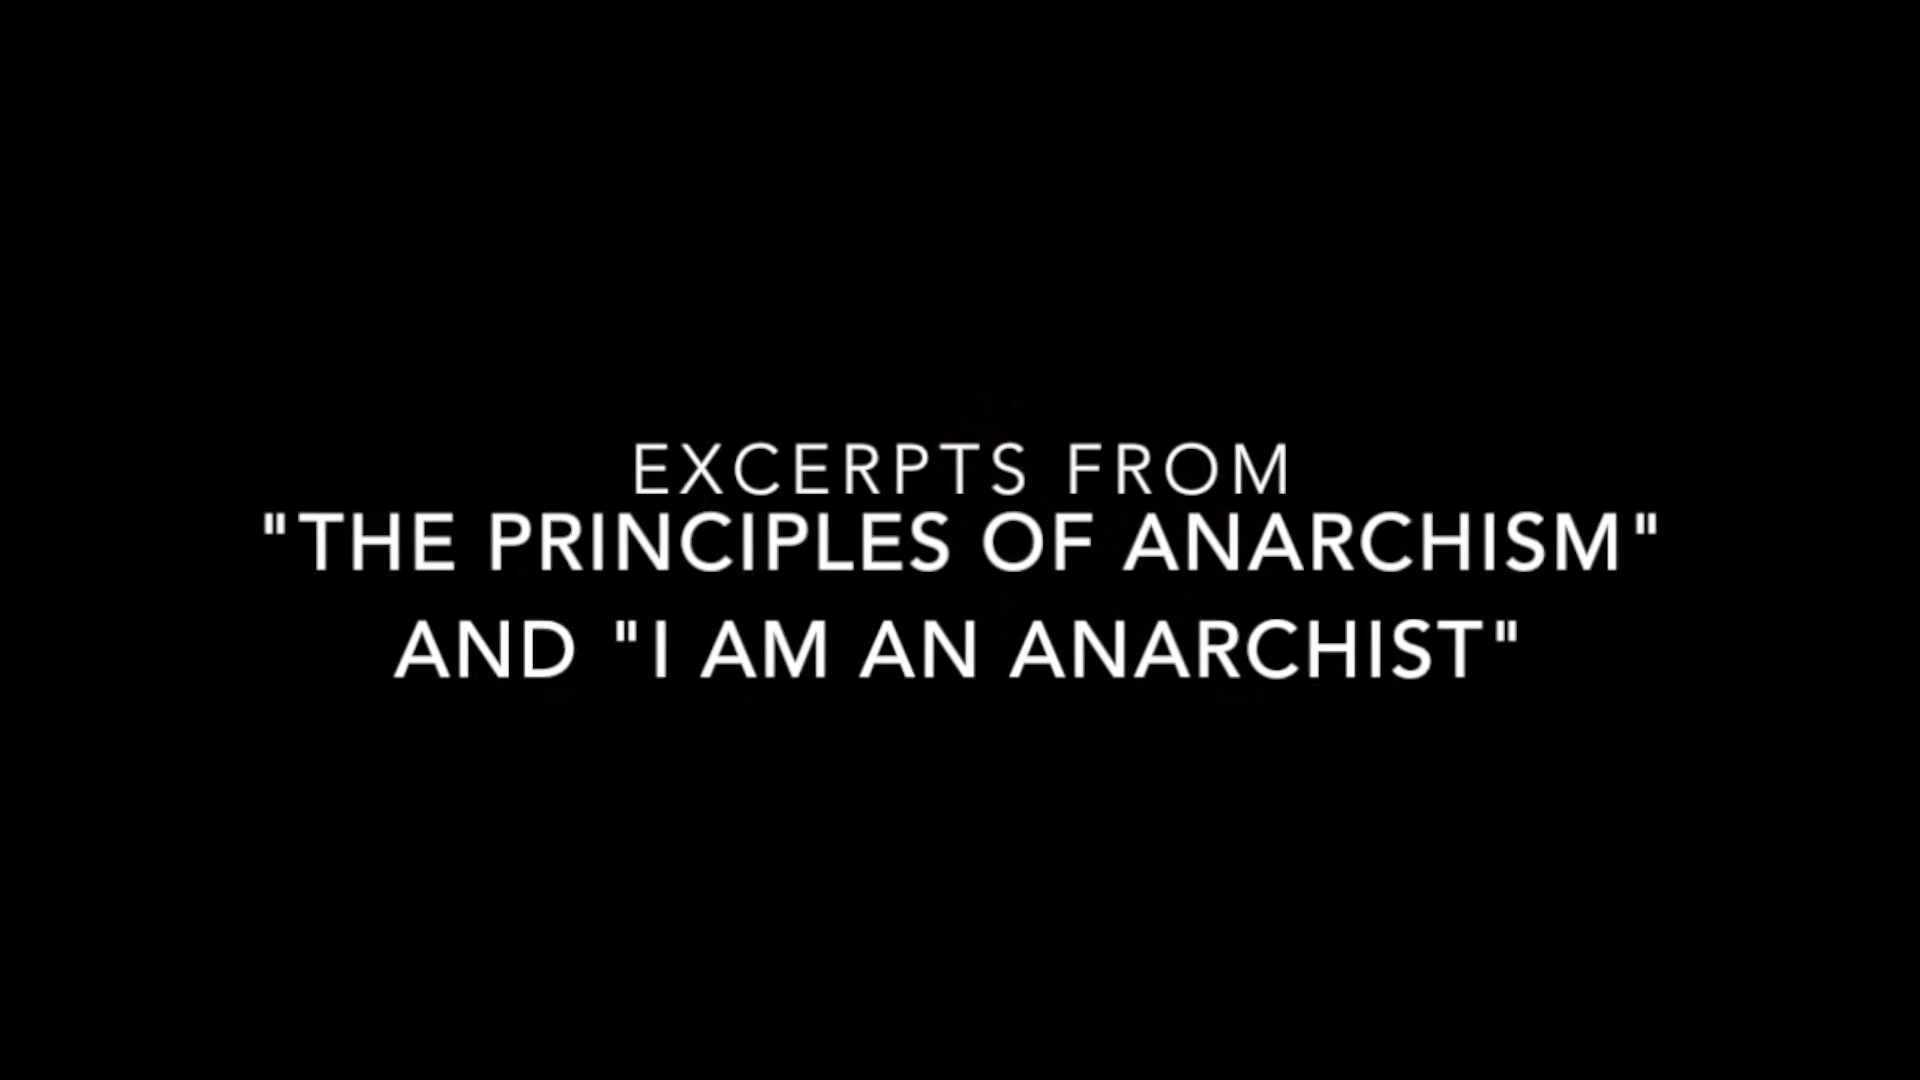 EXCERPTS FROM
"THE PRINCIPLES OF ANARCHISM"
AND "I AM AN ANARCHIST"